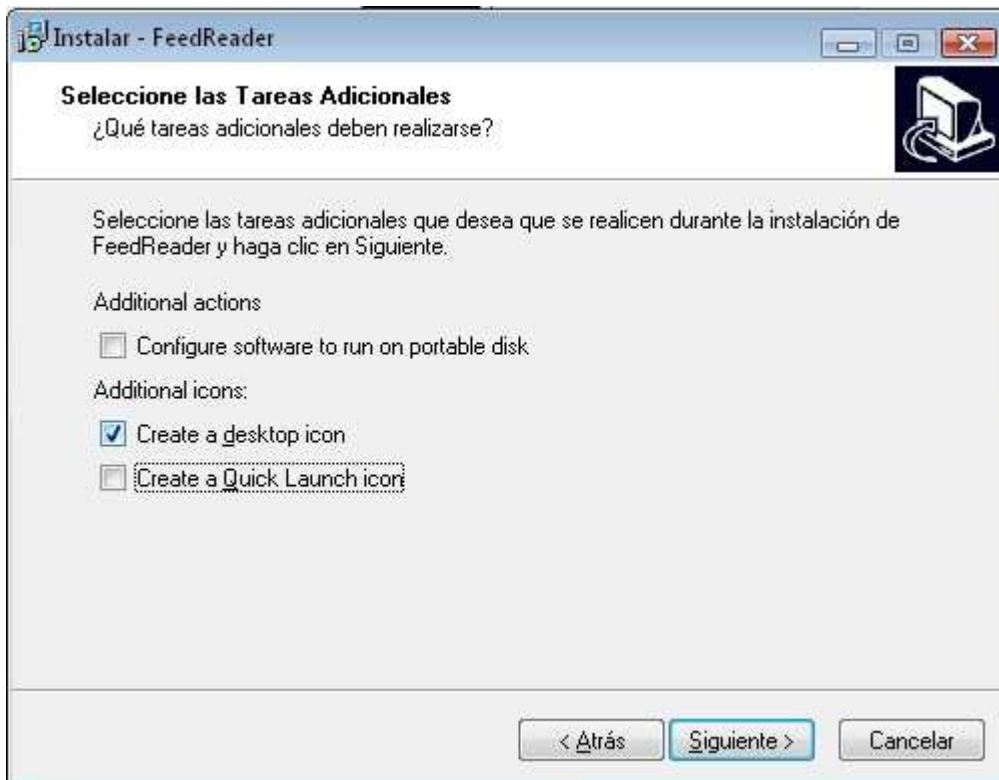 Instalar - FeedReader
Seleccione las Tareas Adicionales
¿Qué tareas adicionales deben realizarse?
Seleccione las tareas adicionales que desea que se realicen durante la instalación de
FeedReader y haga clic en Siguiente.
Additional actions
Configure software to run on portable disk
Additional icons:
Create a desktop icon
Create a Quick Launch icon
< Atrás
Siguiente >
Cancelar